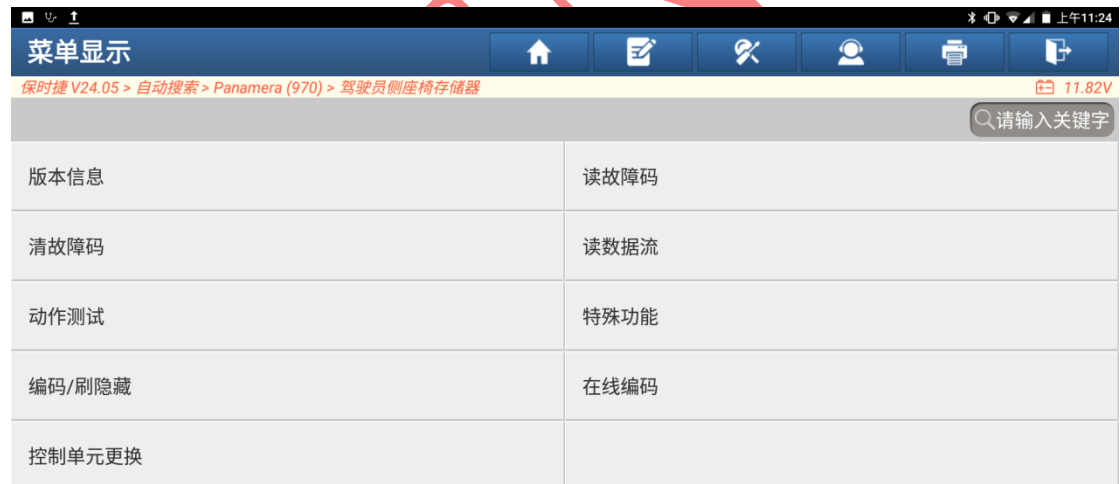 上午11:24
菜单显示
保时捷 V24.05 > 自动搜索 > Panamera (970) > 驾驶员侧座椅存储器 11.82V
请输入关键字
版本信息 读故障码
清故障码 读数据流
动作测试 特殊功能
编码/刷隐藏 在线编码
控制单元更换